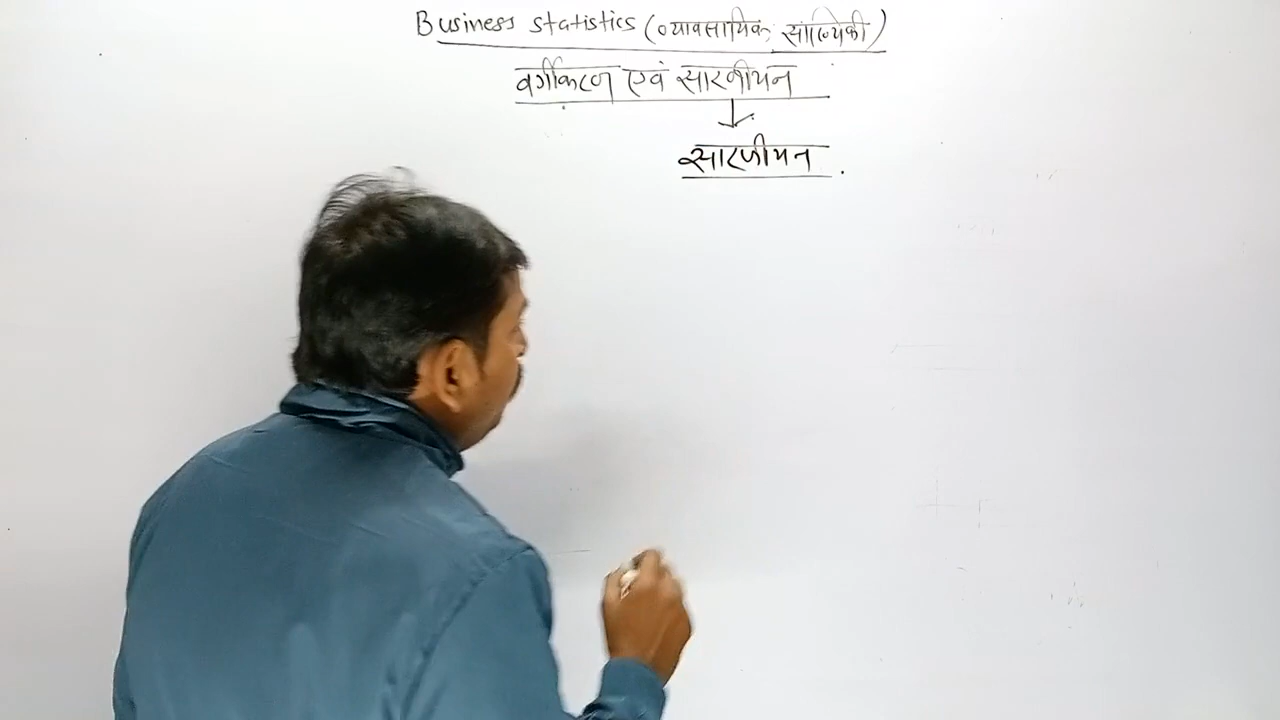 Business statistics (व्यावसायिक सांख्यिकी)
वर्गीकरण एवं सारणीयन
सारणीयन